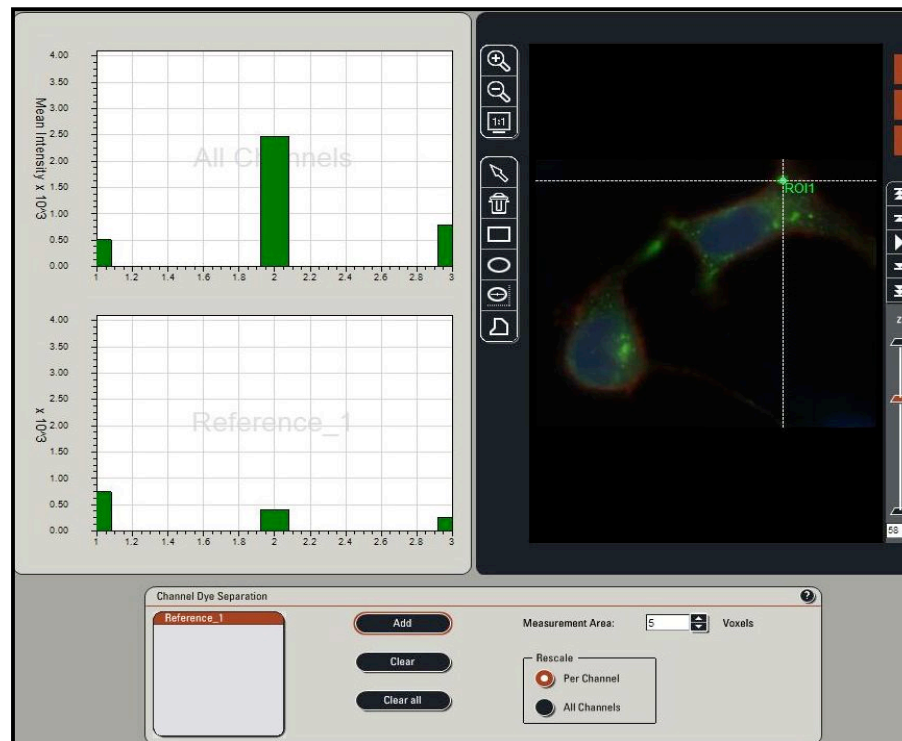 4.00
3.50
3.00
2.50
2.00
1.50
1.00
0.50
0.00
Mean Intensity x 10^3
All Channels
1 1.2 1.4 1.6 1.8 2 2.2 2.4 2.6 2.8 3
4.00
3.50
3.00
2.50
2.00
1.50
1.00
0.50
0.00
x 10^3
Reference_1
1 1.2 1.4 1.6 1.8 2 2.2 2.4 2.6 2.8 3
1:1
ROI1
z
58
Channel Dye Separation
?
Reference_1
Add
Clear
Clear all
Measurement Area: 5 Voxels
Rescale
Per Channel
All Channels